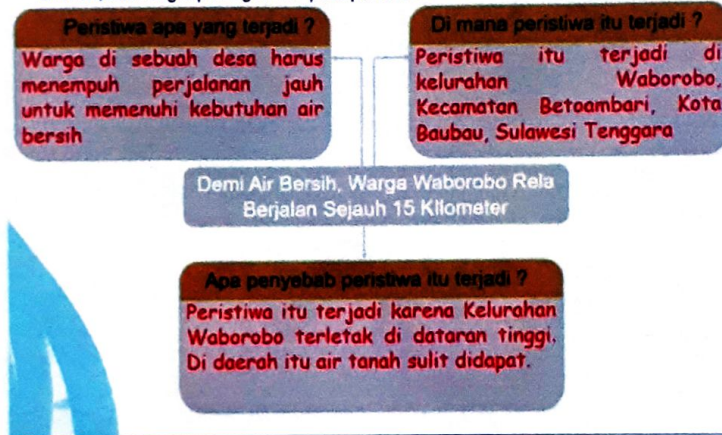 Peristiwa apa yang terjadi ?
Warga di sebuah desa harus
menempuh perjalanan jauh
untuk memenuhi kebutuhan air
bersih
Di mana peristiwa itu terjadi ?
Peristiwa itu terjadi di
kelurahan Waborobo,
Kecamatan Betoambari, Kota
Baubau, Sulawesi Tenggara
Demi Air Bersih, Warga Waborobo Rela
Berjalan Sejauh 15 Kilometer
Apa penyebab peristiwa itu terjadi ?
Peristiwa itu terjadi karena Kelurahan
Waborobo terletak di dataran tinggi.
Di daerah itu air tanah sulit didapat.